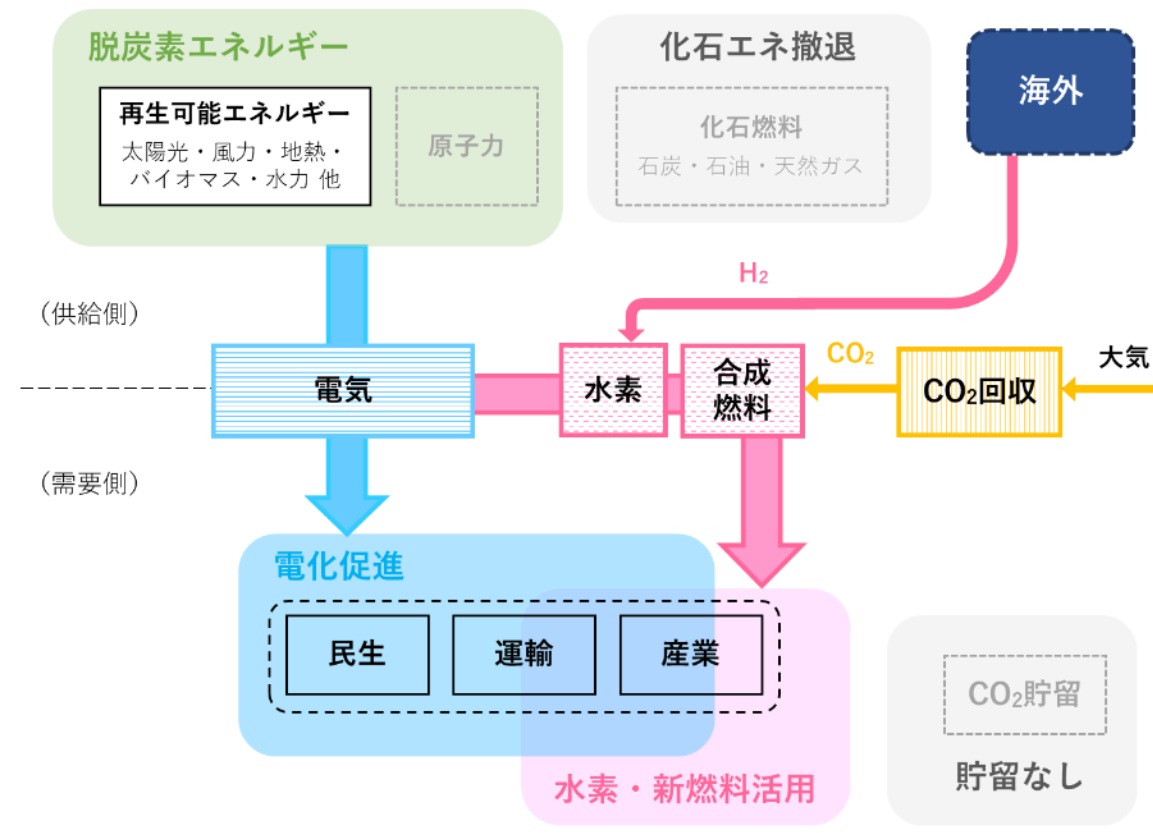 脱炭素エネルギー
再生可能エネルギー
太陽光・風力・地熱・
バイオマス・水力 他
原子力
化石エネ撤退
化石燃料
石炭・石油・天然ガス
海外
H₂
（供給側）
電気
水素
合成
燃料
CO₂
CO₂回収
大気
（需要側）
電化促進
民生
運輸
産業
水素・新燃料活用
CO₂貯留
貯留なし